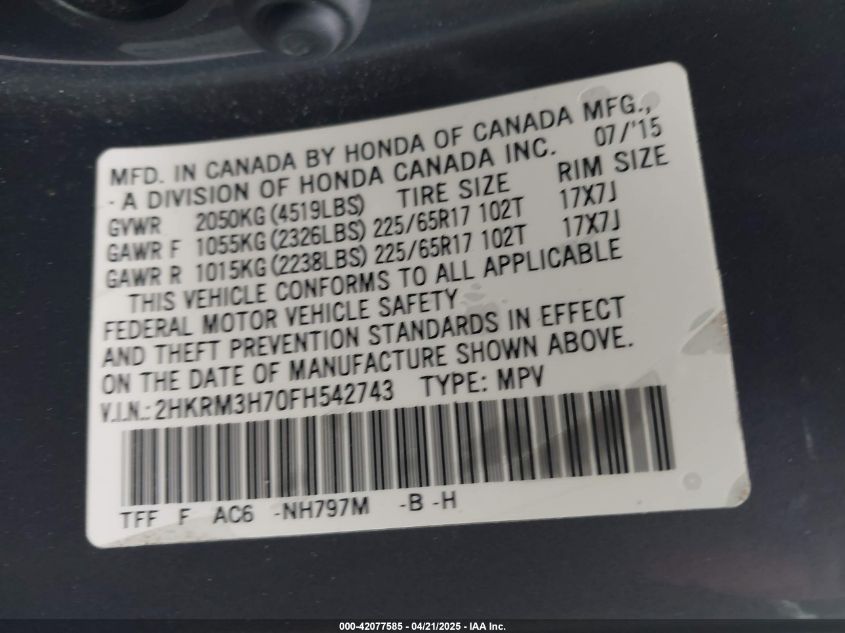 MFD. IN CANADA BY HONDA OF CANADA MFG.,
- A DIVISION OF HONDA CANADA INC. 07/'15
GVWR 2050KG (4519LBS) TIRE SIZE RIM SIZE
GAWR F 1055KG (2326LBS) 225/65R17 102T 17X7J
GAWR R 1015KG (2238LBS) 225/65R17 102T 17X7J
THIS VEHICLE CONFORMS TO ALL APPLICABLE
FEDERAL MOTOR VEHICLE SAFETY
AND THEFT PREVENTION STANDARDS IN EFFECT
ON THE DATE OF MANUFACTURE SHOWN ABOVE.
V.I.N.: 2HKRM3H70FH542743 TYPE: MPV
TFF F AC6 -NH797M -B -H
000-42077585 - 04/21/2025 - IAA Inc.